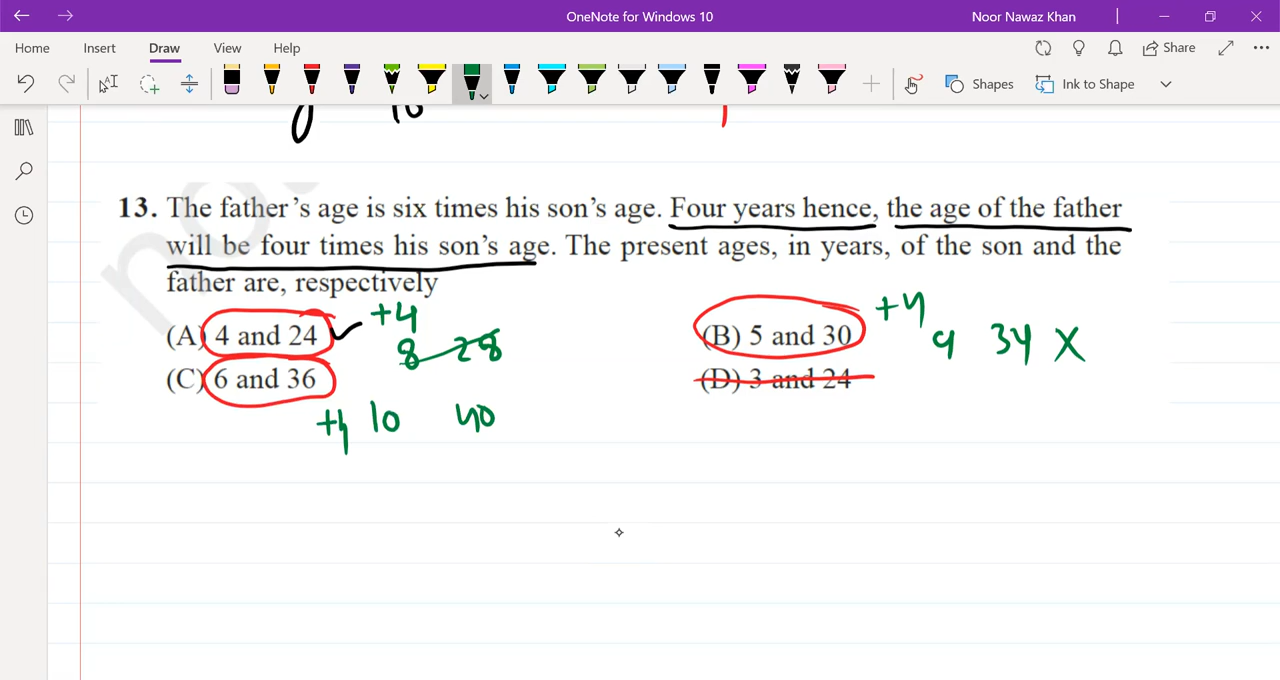 OneNote for Windows 10
Noor Nawaz Khan
Home Insert Draw View Help
Share
Shapes Ink to Shape
10
13. The father's age is six times his son's age. Four years hence, the age of the father
will be four times his son's age. The present ages, in years, of the son and the
father are, respectively
(A) 4 and 24 +4
8 28
(B) 5 and 30 +4
9 34 X
(C) 6 and 36
+4 10 40
(D) 3 and 24